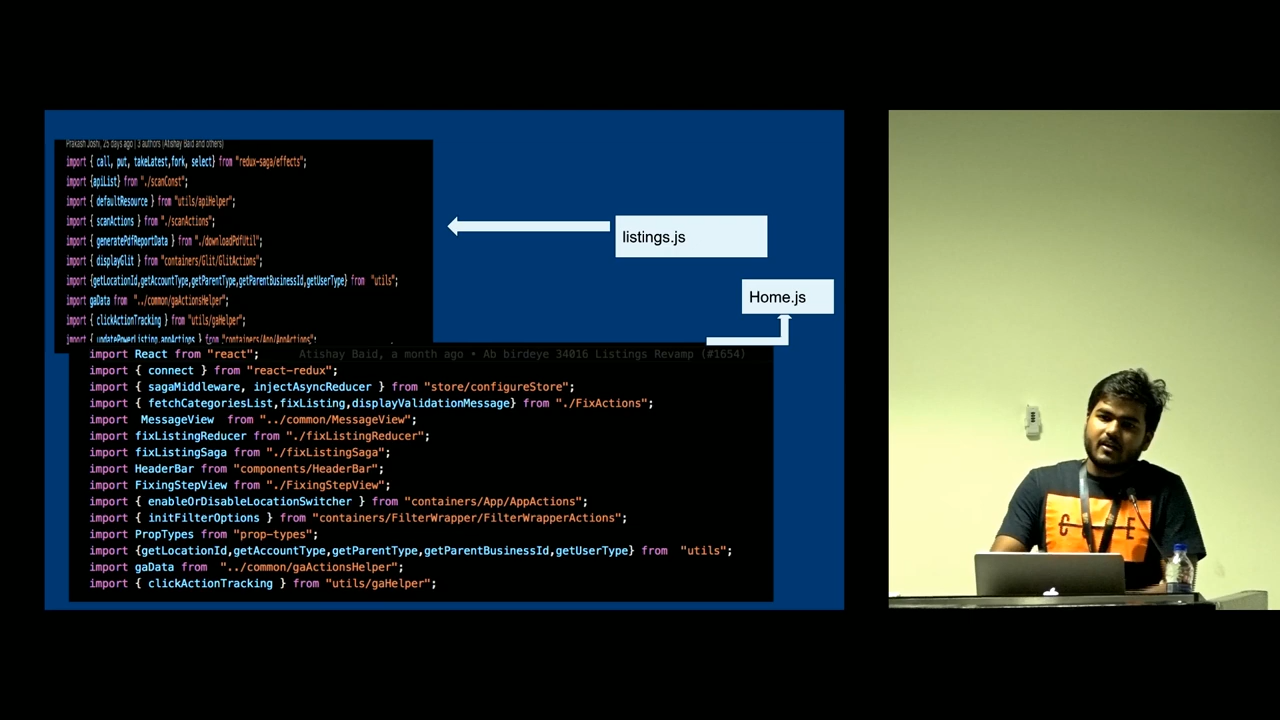 Prakash Joshi, 25 days ago | 3 authors (Atishay Baid and others)
import { call, put, takeLatest,fork, select} from "redux-saga/effects";
import {apiList} from "./scanConst";
import { defaultResource } from "utils/apiHelper";
import { scanActions } from "./scanActions";
import { generatePdfReportData } from "./downloadPdfUtil";
import { displayGlit } from "containers/Glit/GlitActions";
import {getLocationId,getAccountType,getParentType,getParentBusinessId,getUserType} from "utils";
import gaData from "../common/gaActionsHelper";
import { clickActionTracking } from "utils/gaHelper";
import { updatePowerListing,appActions } from "containers/App/AppActions";
listings.js
Home.js
import React from "react"; Atishay Baid, a month ago • Ab birdeye 34016 Listings Revamp (#1654)
import { connect } from "react-redux";
import { sagaMiddleware, injectAsyncReducer } from "store/configureStore";
import { fetchCategoriesList,fixListing,displayValidationMessage} from "./FixActions";
import MessageView from "../common/MessageView";
import fixListingReducer from "./fixListingReducer";
import fixListingSaga from "./fixListingSaga";
import HeaderBar from "components/HeaderBar";
import FixingStepView from "./FixingStepView";
import { enableOrDisableLocationSwitcher } from "containers/App/AppActions";
import { initFilterOptions } from "containers/FilterWrapper/FilterWrapperActions";
import PropTypes from "prop-types";
import {getLocationId,getAccountType,getParentType,getParentBusinessId,getUserType} from "utils";
import gaData from "../common/gaActionsHelper";
import { clickActionTracking } from "utils/gaHelper";